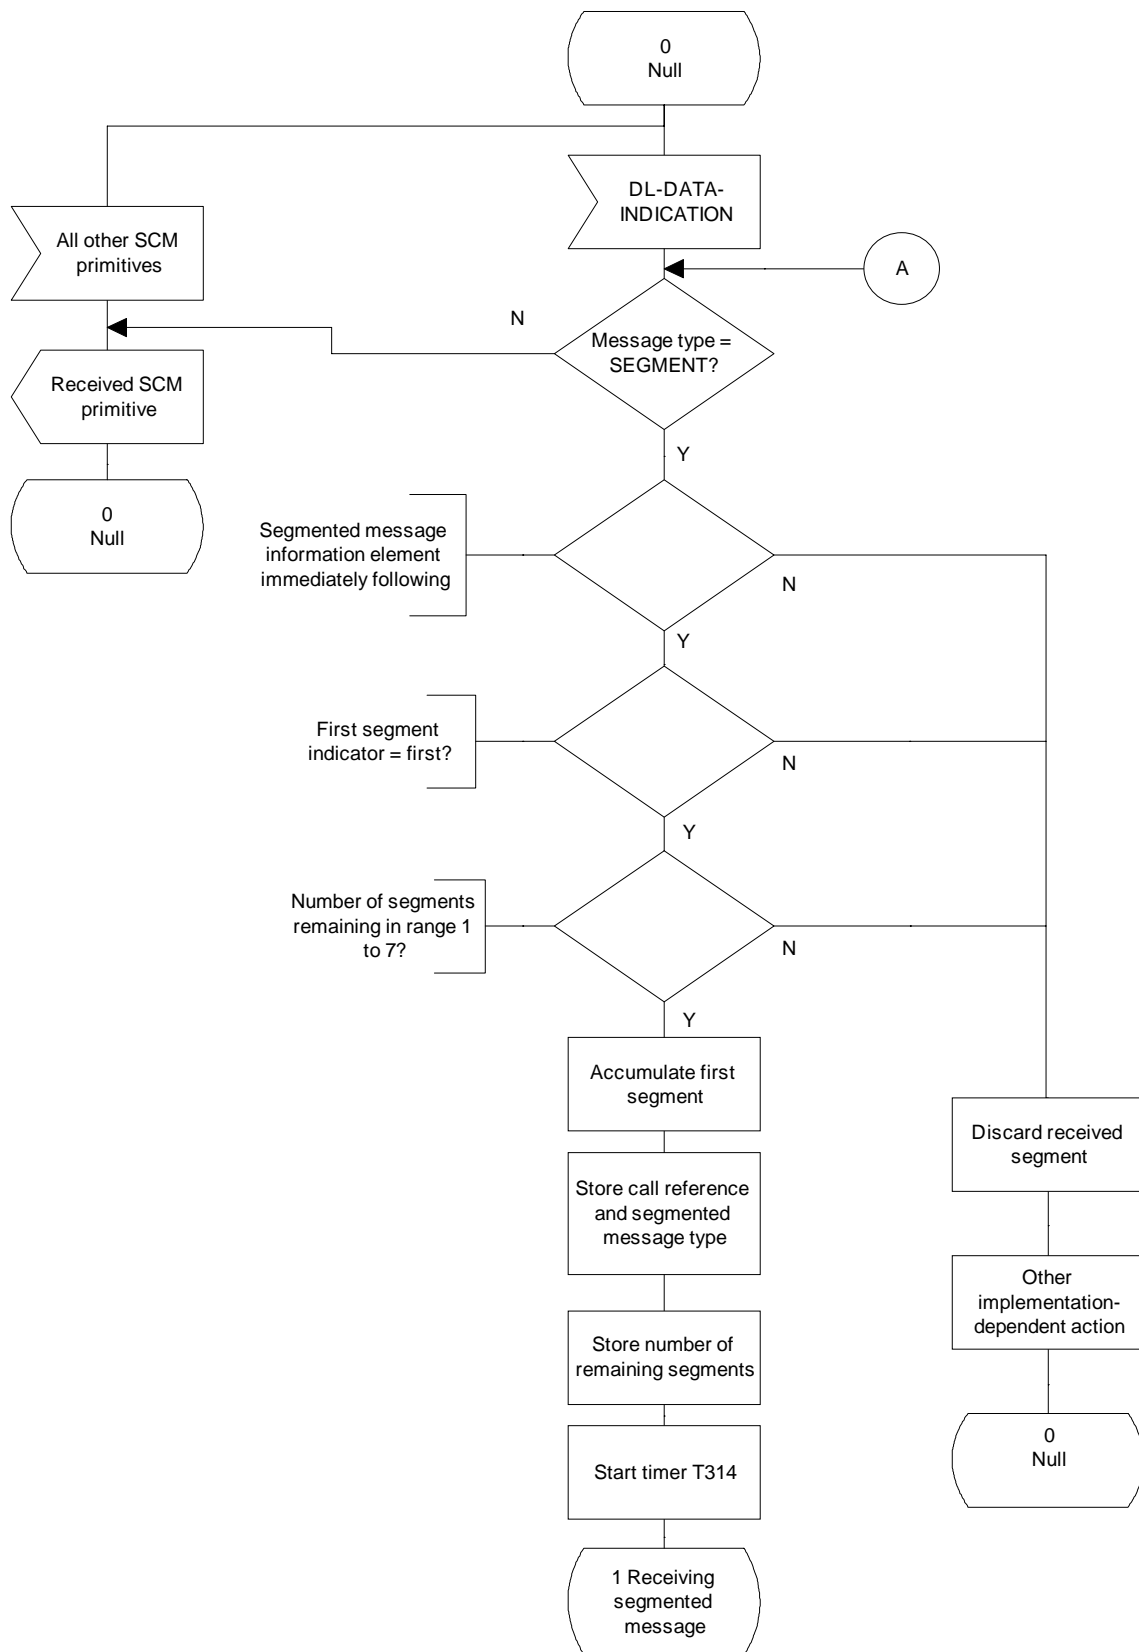 0
Null
DL-DATA-
INDICATION
All other SCM
primitives
A
N
Message type =
SEGMENT?
Received SCM
primitive
Y
0
Null
Segmented message
information element
immediately following
N
Y
First segment
indicator = first?
N
Y
Number of segments
remaining in range 1
to 7?
N
Y
Accumulate first
segment
Discard received
segment
Store call reference
and segmented
message type
Other
implementation-
dependent action
Store number of
remaining segments
0
Null
Start timer T314
1 Receiving
segmented
message